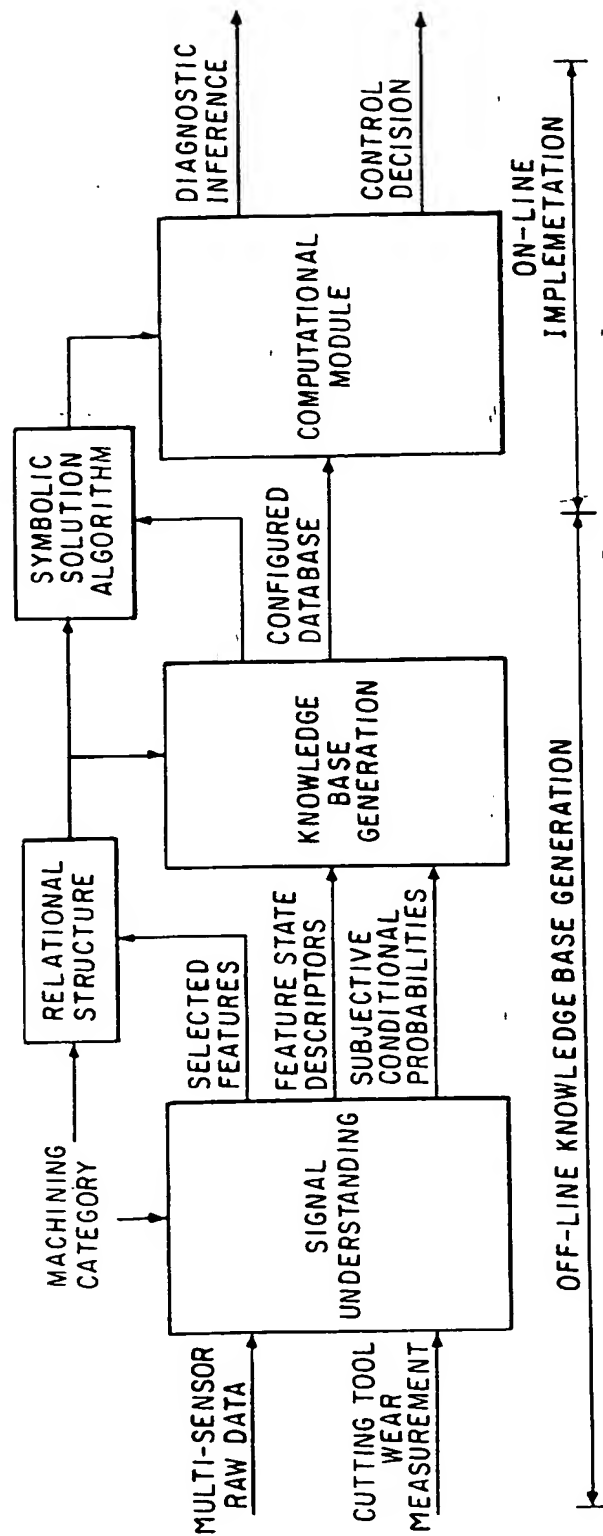 MACHINING
CATEGORY
RELATIONAL
STRUCTURE
SYMBOLIC
SOLUTION
ALGORITHM
MULTI-SENSOR
RAW DATA
CUTTING TOOL
WEAR
MEASUREMENT
SIGNAL
UNDERSTANDING
SELECTED
FEATURES
FEATURE STATE
DESCRIPTORS
SUBJECTIVE
CONDITIONAL
PROBABILITIES
KNOWLEDGE
BASE
GENERATION
CONFIGURED
DATABASE
COMPUTATIONAL
MODULE
DIAGNOSTIC
INFERENCE
CONTROL
DECISION
OFF-LINE KNOWLEDGE BASE GENERATION
ON-LINE
IMPLEMETATION